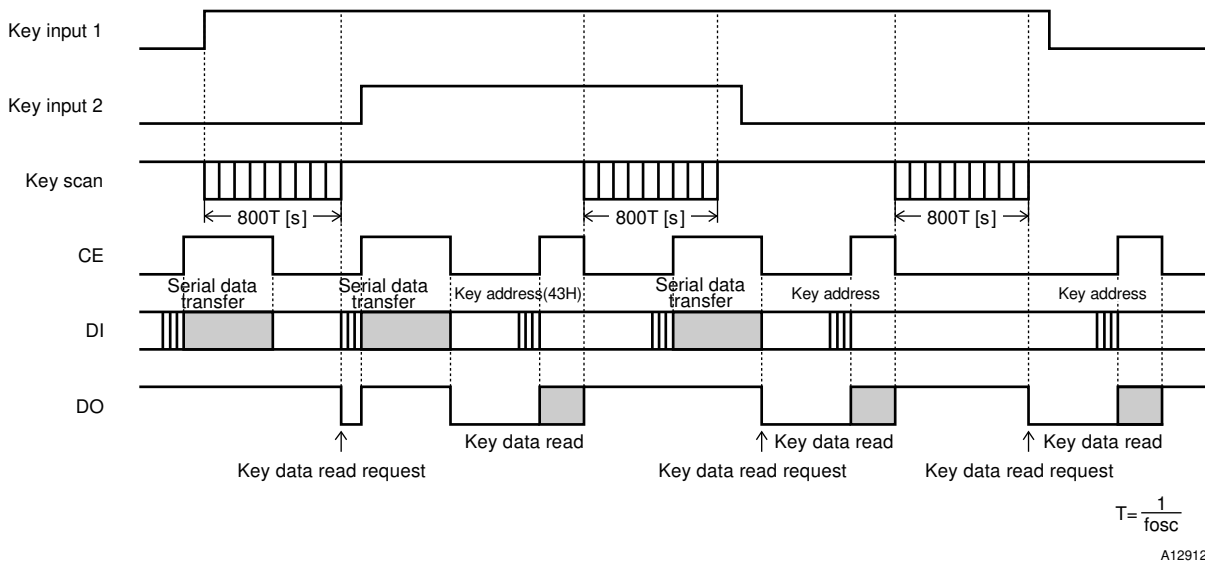 Key input 1
Key input 2
Key scan
800T [s] 800T [s] 800T [s]
CE
Serial data transfer
Serial data transfer
Key address(43H)
Serial data transfer
Key address
Key address
DI
DO
Key data read Key data read Key data read
Key data read request Key data read request Key data read request
T= 1
fosc
A12912